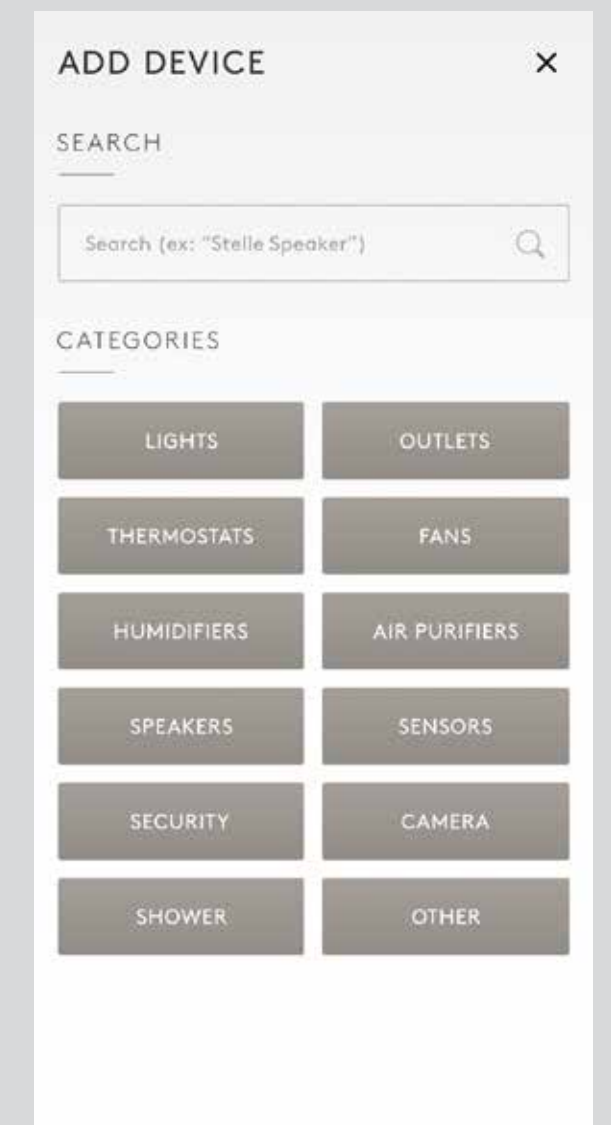 ADD DEVICE
SEARCH
Search (ex: "Stelle Speaker")
CATEGORIES
LIGHTS
OUTLETS
THERMOSTATS
FANS
HUMIDIFIERS
AIR PURIFIERS
SPEAKERS
SENSORS
SECURITY
CAMERA
SHOWER
OTHER